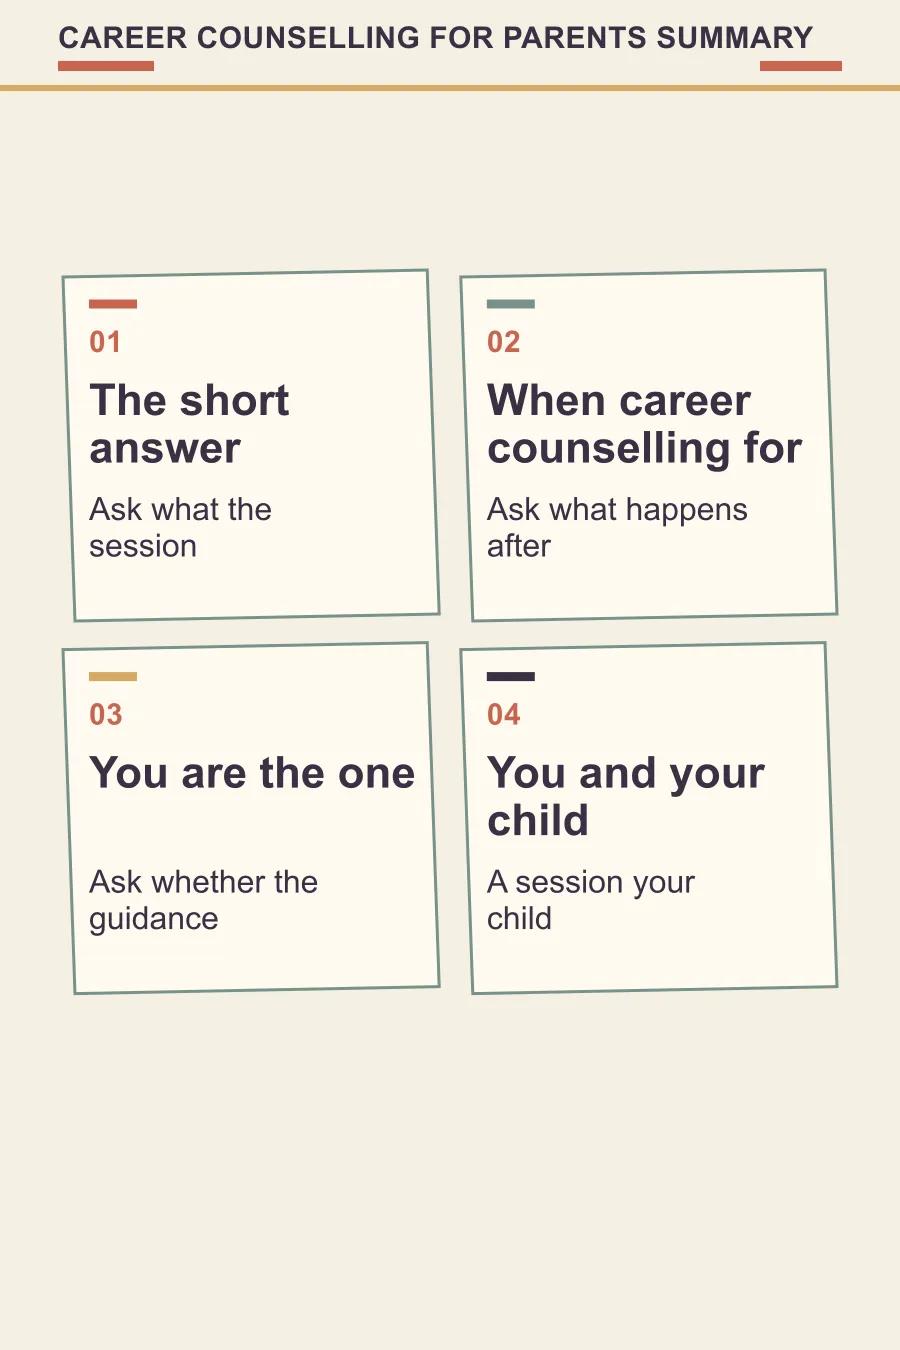 CAREER COUNSELLING FOR PARENTS SUMMARY
01
The short
answer
Ask what the
session
02
When career
counselling for
Ask what happens
after
03
You are the one
Ask whether the
guidance
04
You and your
child
A session your
child